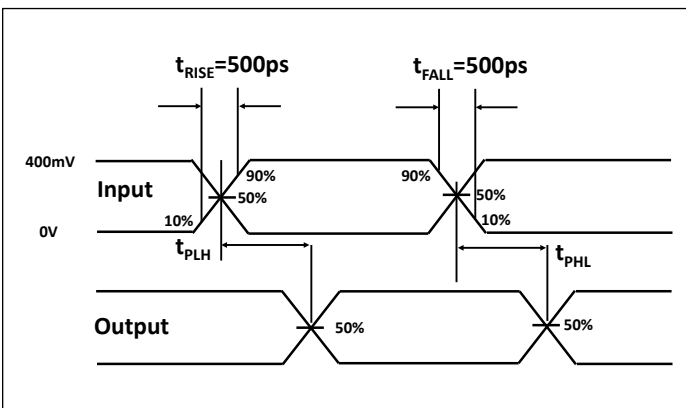 tRISE=500ps
tFALL=500ps
400mV
Input
0V
90%
50%
10%
90%
50%
10%
tPLH
tPHL
Output
50%
50%